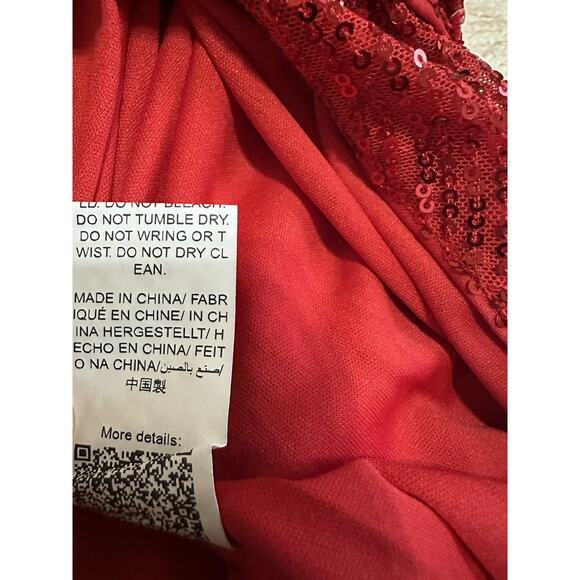 LD. DO NOT BLEACH.
DO NOT TUMBLE DRY.
DO NOT WRING OR T
WIST. DO NOT DRY CL
EAN.
MADE IN CHINA/ FABR
IQUÉ EN CHINE/ IN CH
INA HERGESTELLT/ H
ECHO EN CHINA/ FEIT
O NA CHINA/صنع بالصين/
中国製
More details: